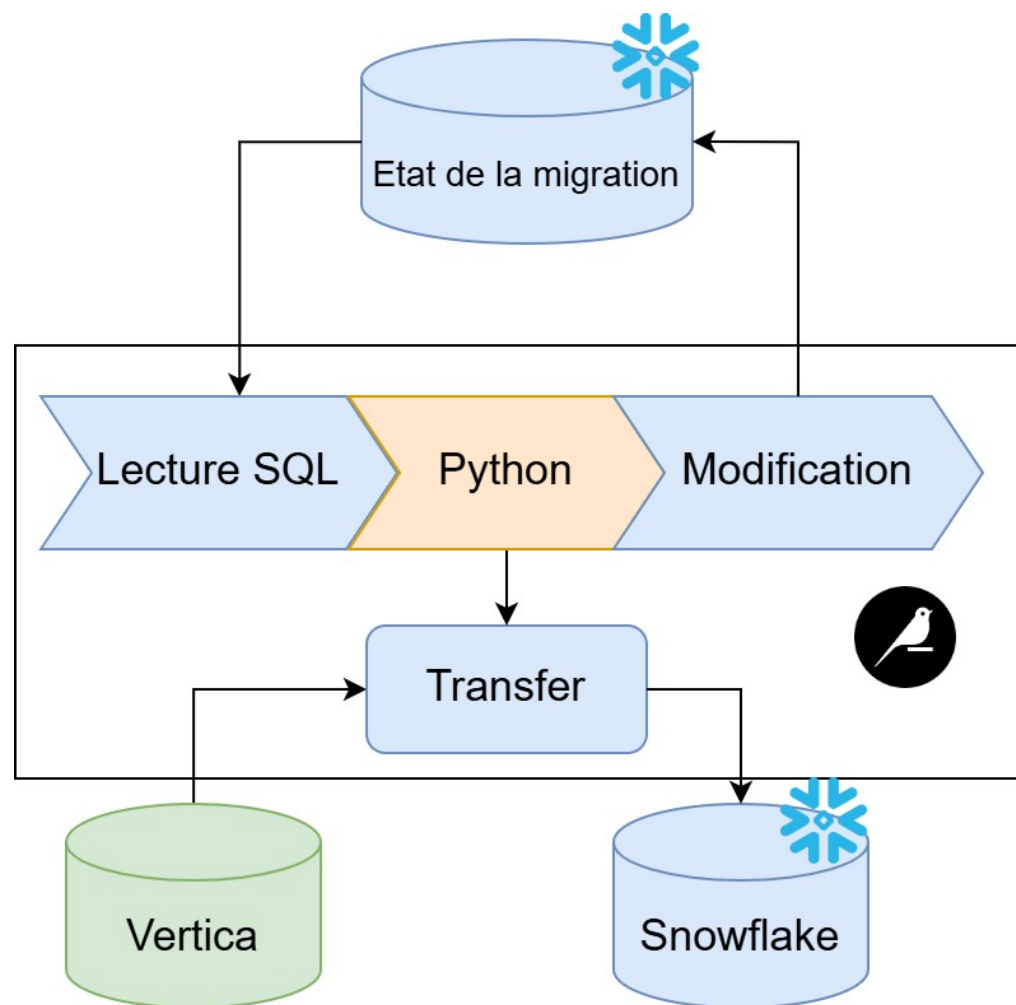 Etat de la migration
Lecture SQL
Python
Modification
Transfer
Vertica
Snowflake